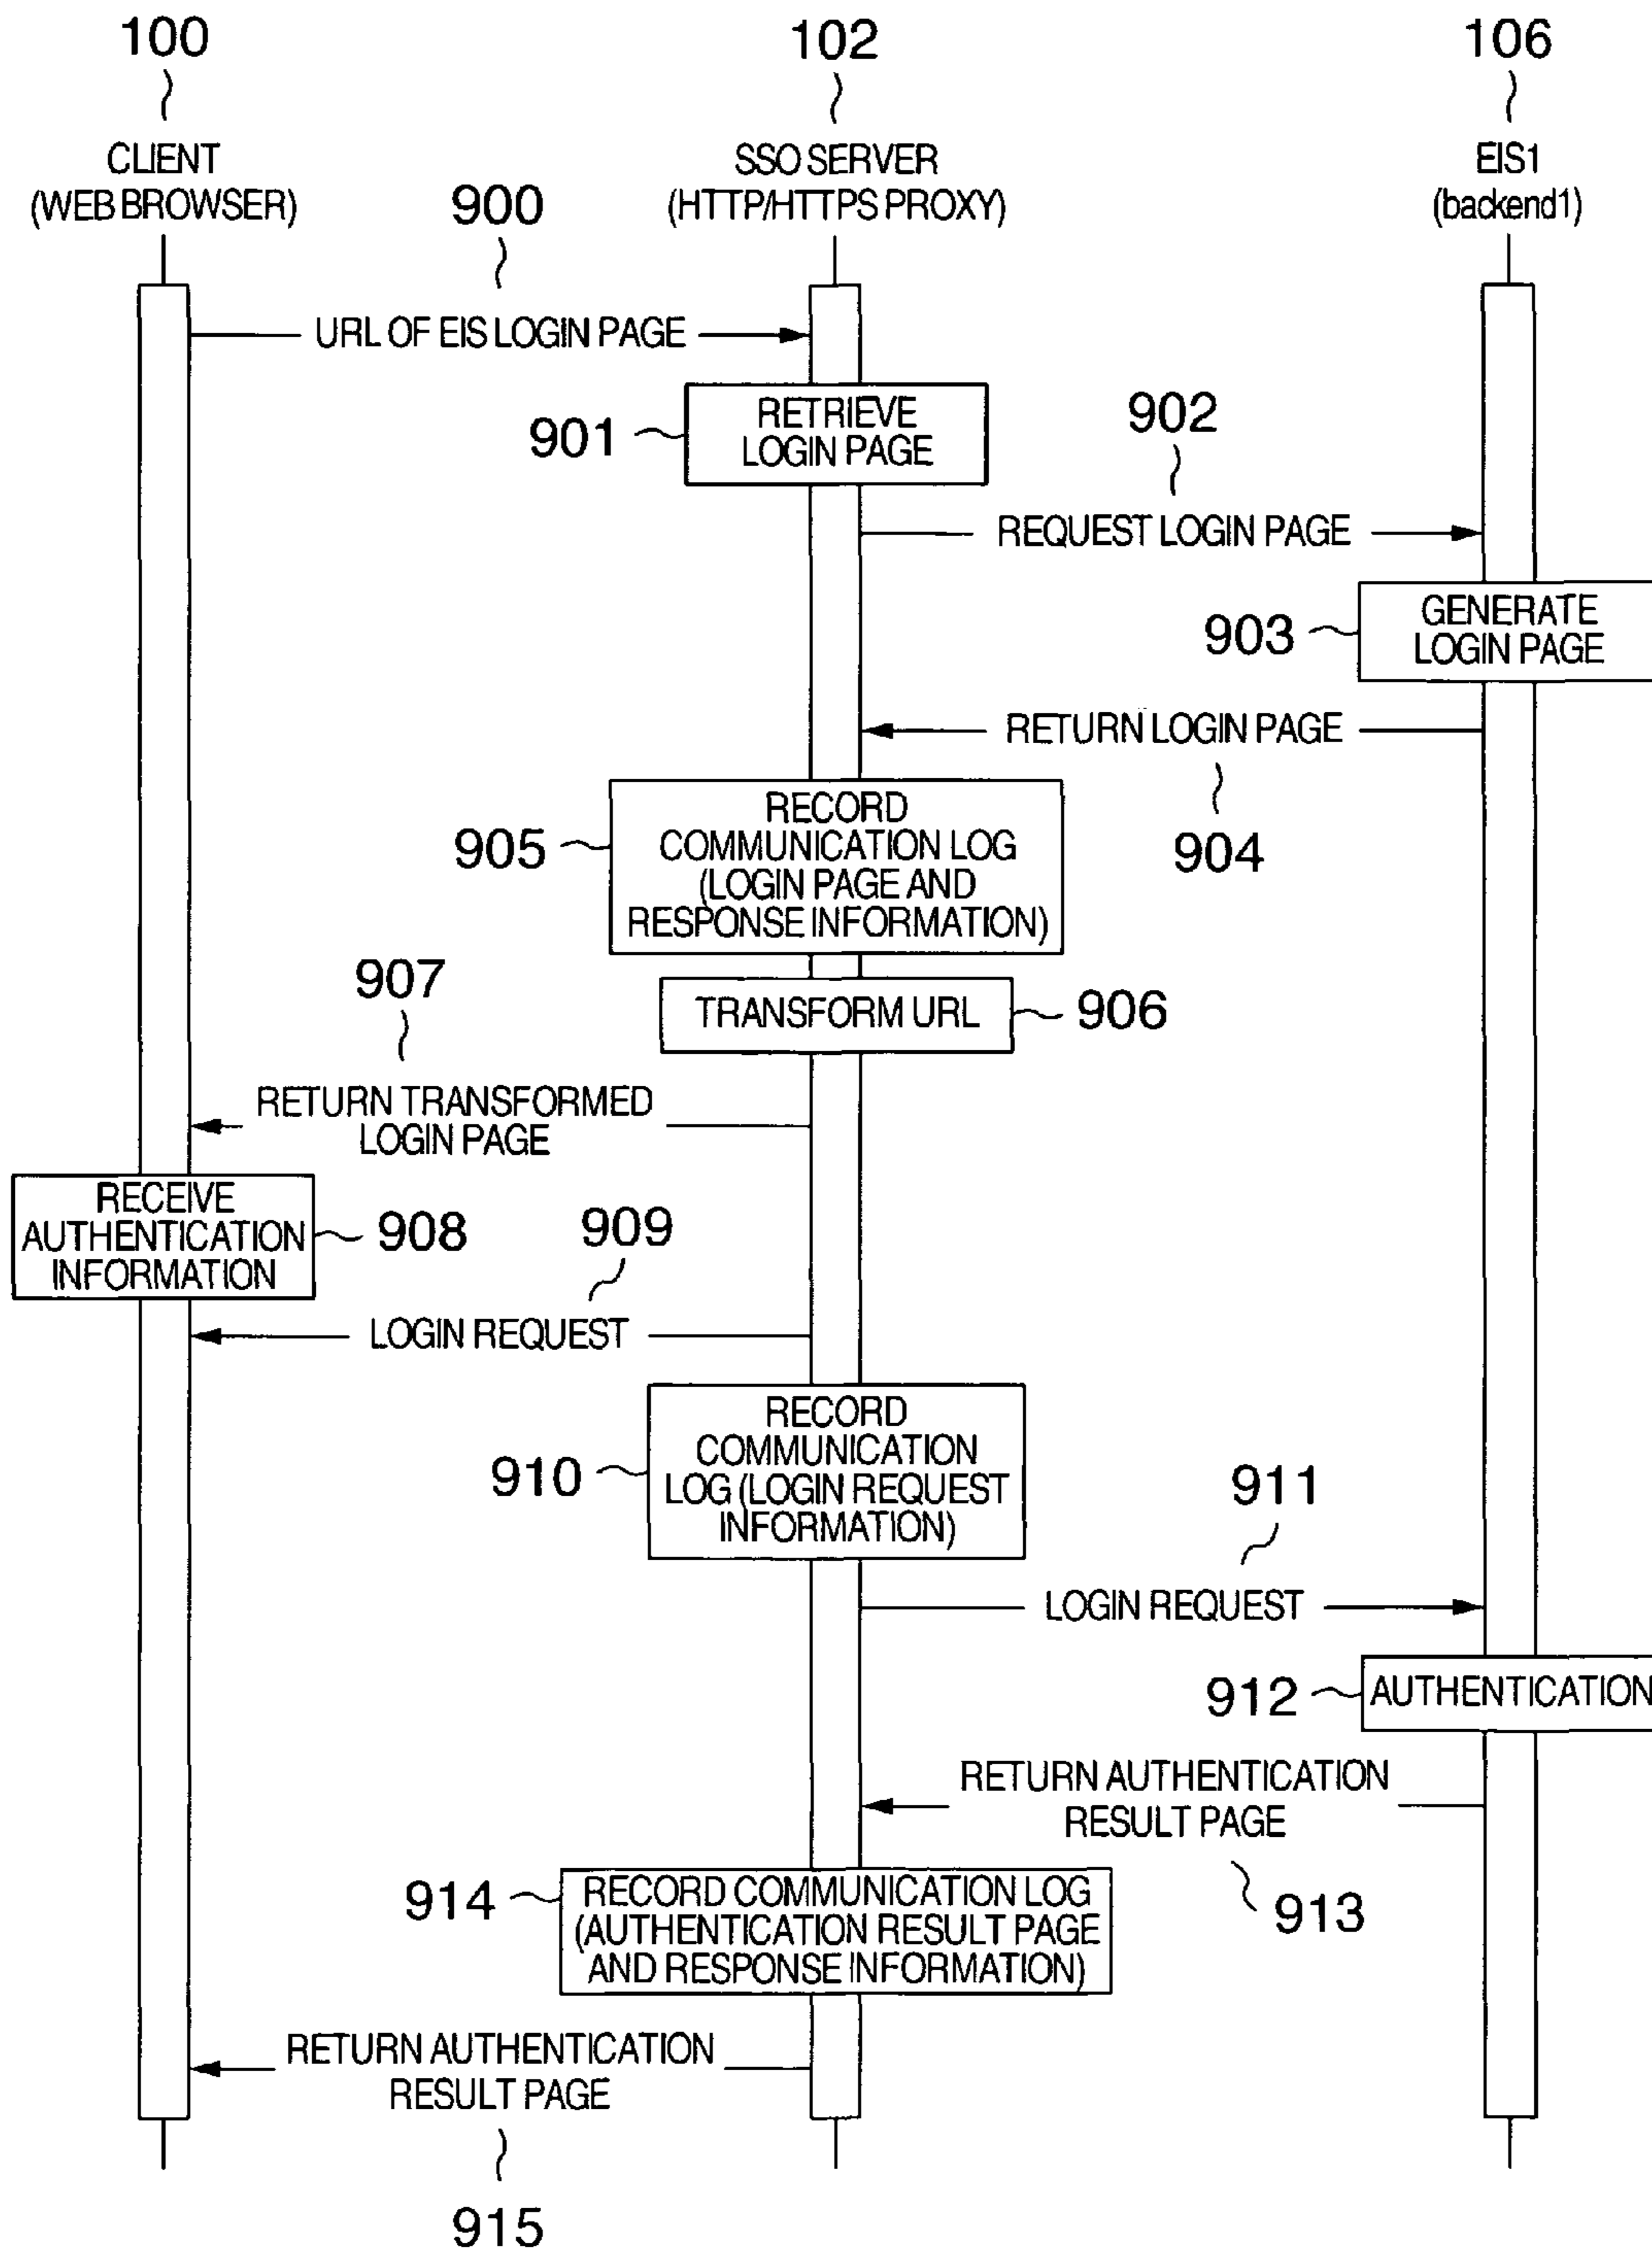 100
102
106
CLIENT
(WEB BROWSER)
SSO SERVER
(HTTP/HTTPS PROXY)
EIS1
(backend1)
900
URL OF EIS LOGIN PAGE
901
RETRIEVE
LOGIN PAGE
902
REQUEST LOGIN PAGE
903
GENERATE
LOGIN PAGE
RETURN LOGIN PAGE
904
905
RECORD
COMMUNICATION LOG
(LOGIN PAGE AND
RESPONSE INFORMATION)
TRANSFORM URL
906
907
RETURN TRANSFORMED
LOGIN PAGE
RECEIVE
AUTHENTICATION
INFORMATION
908
909
LOGIN REQUEST
910
RECORD
COMMUNICATION
LOG (LOGIN REQUEST
INFORMATION)
911
LOGIN REQUEST
912
AUTHENTICATION
RETURN AUTHENTICATION
RESULT PAGE
913
914
RECORD COMMUNICATION LOG
(AUTHENTICATION RESULT PAGE
AND RESPONSE INFORMATION)
RETURN AUTHENTICATION
RESULT PAGE
915